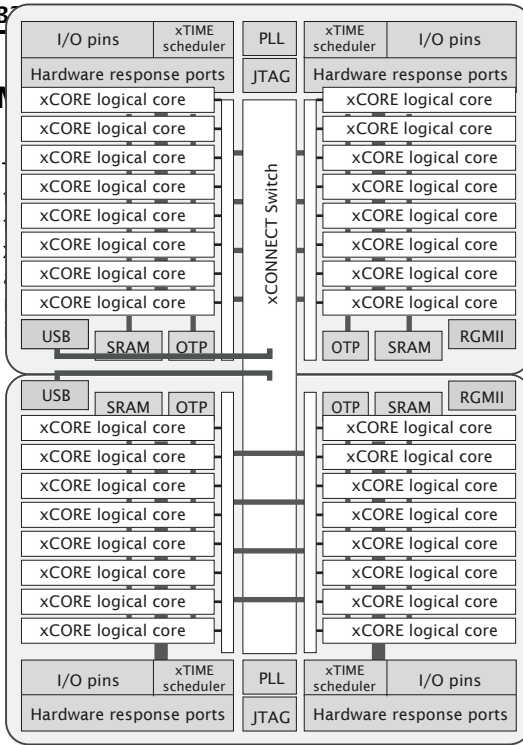 I/O pins xTIME scheduler PLL xTIME scheduler I/O pins
Hardware response ports JTAG Hardware response ports
xCORE logical core xCORE logical core
xCORE logical core xCORE logical core
xCORE logical core xCORE logical core
xCORE logical core xCORE logical core
xCORE logical core xCORE logical core
xCORE logical core xCORE logical core
xCORE logical core xCORE logical core
xCORE logical core xCORE logical core
xCONNECT Switch
USB SRAM OTP OTP SRAM RGMII
USB SRAM OTP OTP SRAM RGMII
xCORE logical core xCORE logical core
xCORE logical core xCORE logical core
xCORE logical core xCORE logical core
xCORE logical core xCORE logical core
xCORE logical core xCORE logical core
xCORE logical core xCORE logical core
xCORE logical core xCORE logical core
xCORE logical core xCORE logical core
I/O pins xTIME scheduler PLL xTIME scheduler I/O pins
Hardware response ports JTAG Hardware response ports